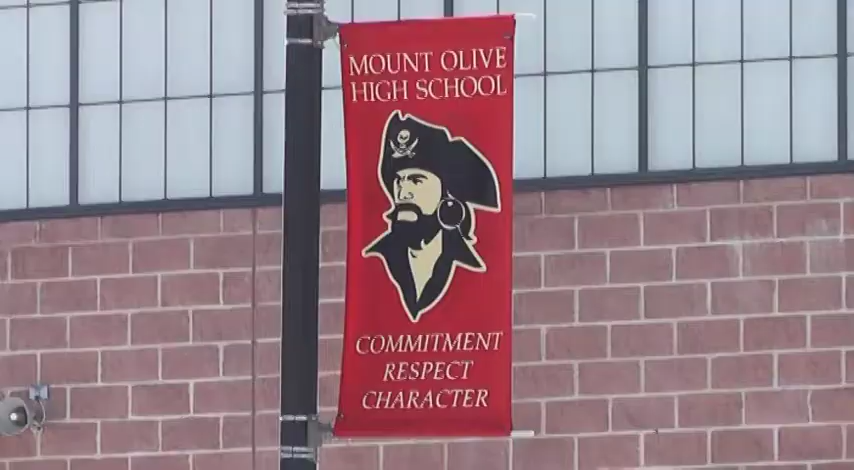 MOUNT OLIVE
HIGH SCHOOL
COMMITMENT
RESPECT
CHARACTER